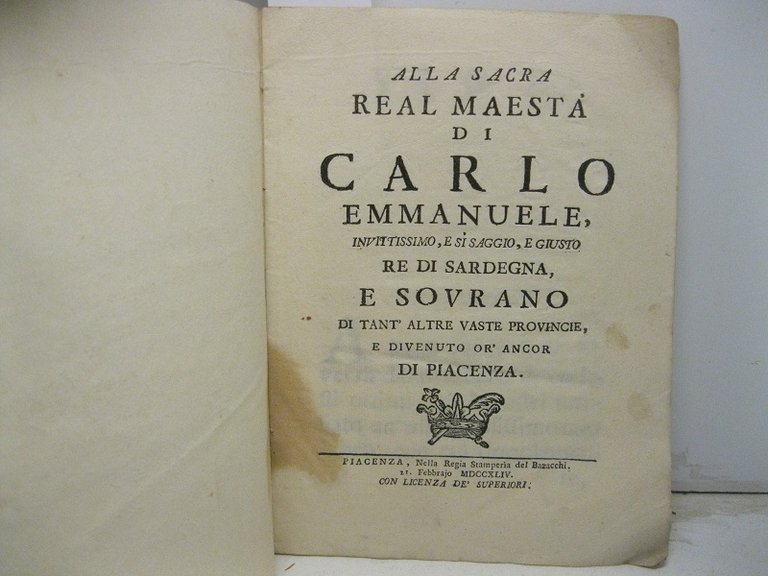 ALLA SACRA
REAL MAESTÀ
DI
CARLO
EMMANUELE,
INVITTISSIMO, E SÌ SAGGIO, E GIUSTO
RE DI SARDEGNA,
E SOVRANO
DI TANT' ALTRE VASTE PROVINCIE,
E DIVENUTO OR' ANCOR
DI PIACENZA.
PIACENZA, Nella Regia Stamperìa del Bazacchi.
21. Febbrajo MDCCXLIV.
CON LICENZA DE' SUPERIORI.